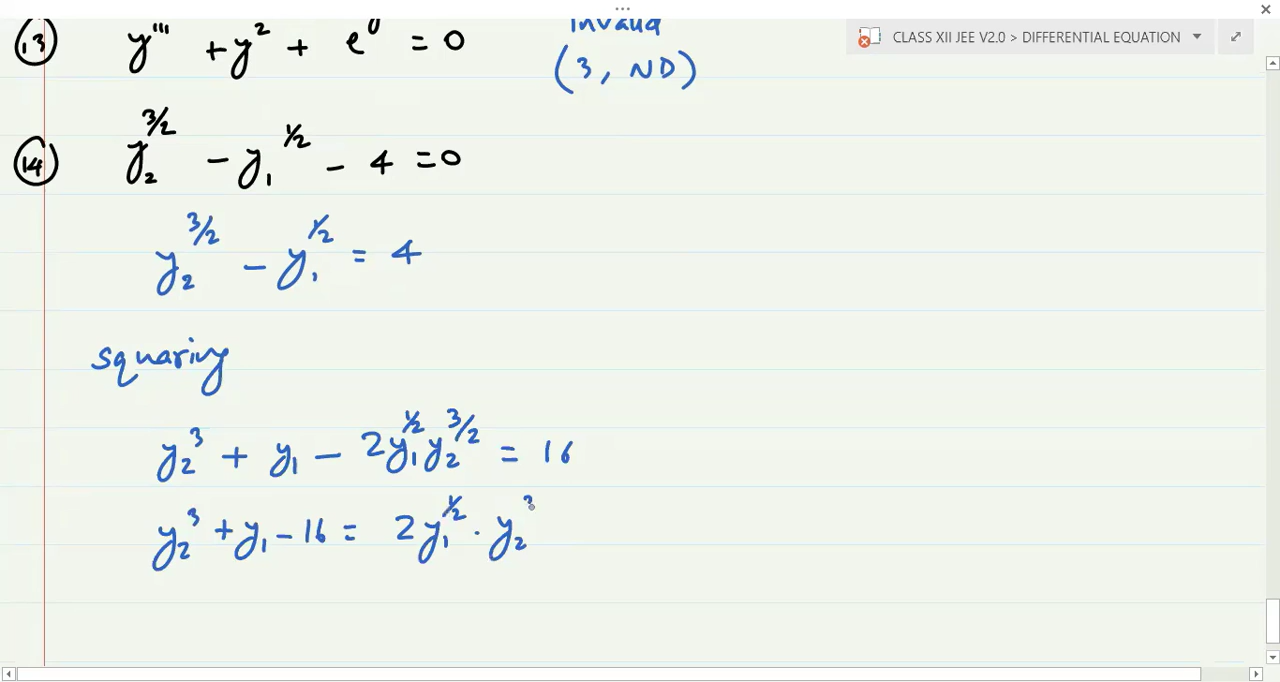 CLASS XII JEE V2.0 > DIFFERENTIAL EQUATION
(13) y''' + y² + e^y' = 0
invalid
(3, ND)
(14) y₂^3/2 - y₁^1/2 - 4 = 0
y₂^3/2 - y₁^1/2 = 4
squaring
y₂³ + y₁ - 2y₁^1/2 y₂^3/2 = 16
y₂³ + y₁ - 16 = 2y₁^1/2 · y₂³